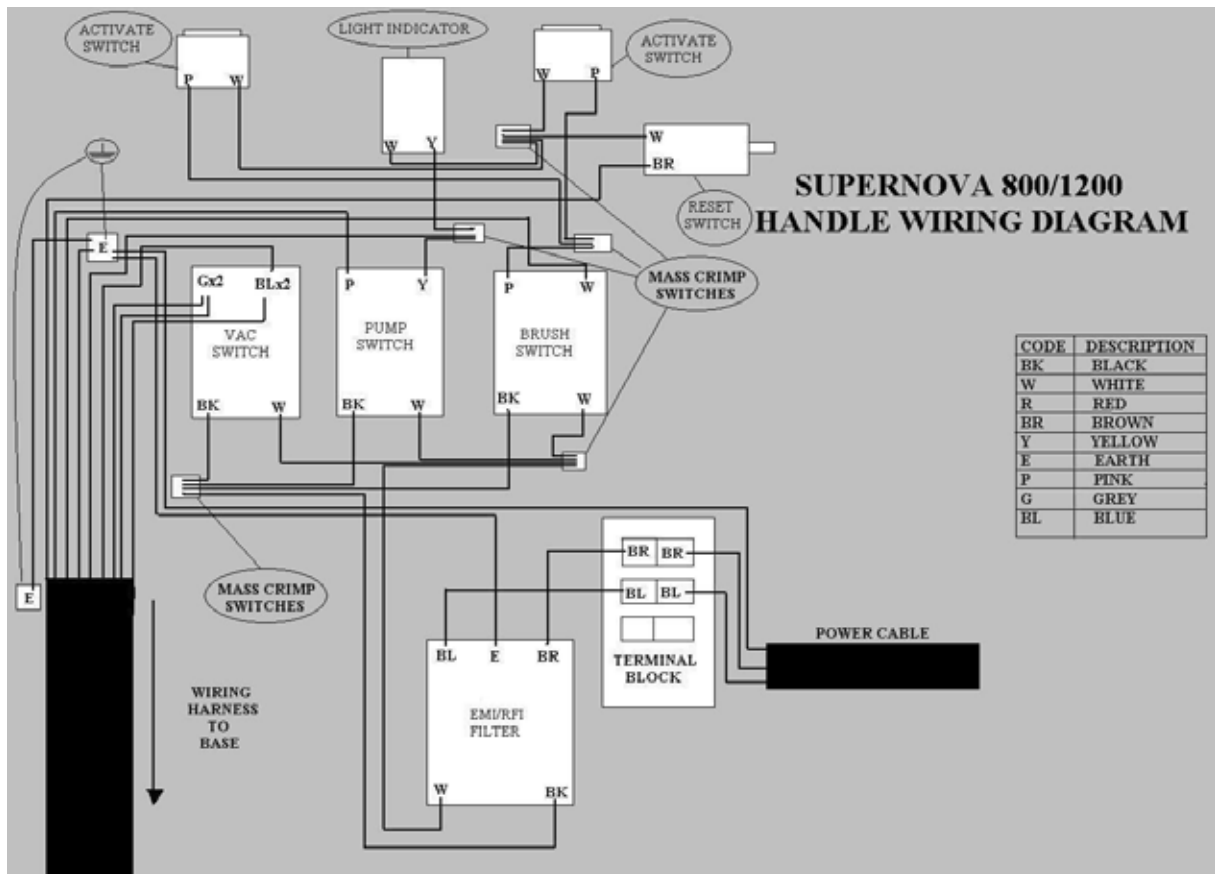 ACTIVATE
SWITCH
LIGHT INDICATOR
ACTIVATE
SWITCH
P W
W Y
W P
W
BR
RESET
SWITCH
SUPERNOVA 800/1200
HANDLE WIRING DIAGRAM
E
Gx2 BLx2
VAC
SWITCH
BK W
P Y
PUMP
SWITCH
BK W
P W
BRUSH
SWITCH
BK W
MASS CRIMP
SWITCHES
CODE DESCRIPTION
BK BLACK
W WHITE
R RED
BR BROWN
Y YELLOW
E EARTH
P PINK
G GREY
BL BLUE
E
MASS CRIMP
SWITCHES
BR BR
BL BL
TERMINAL
BLOCK
POWER CABLE
BL E BR
EMI/RFI
FILTER
W BK
WIRING
HARNESS
TO
BASE